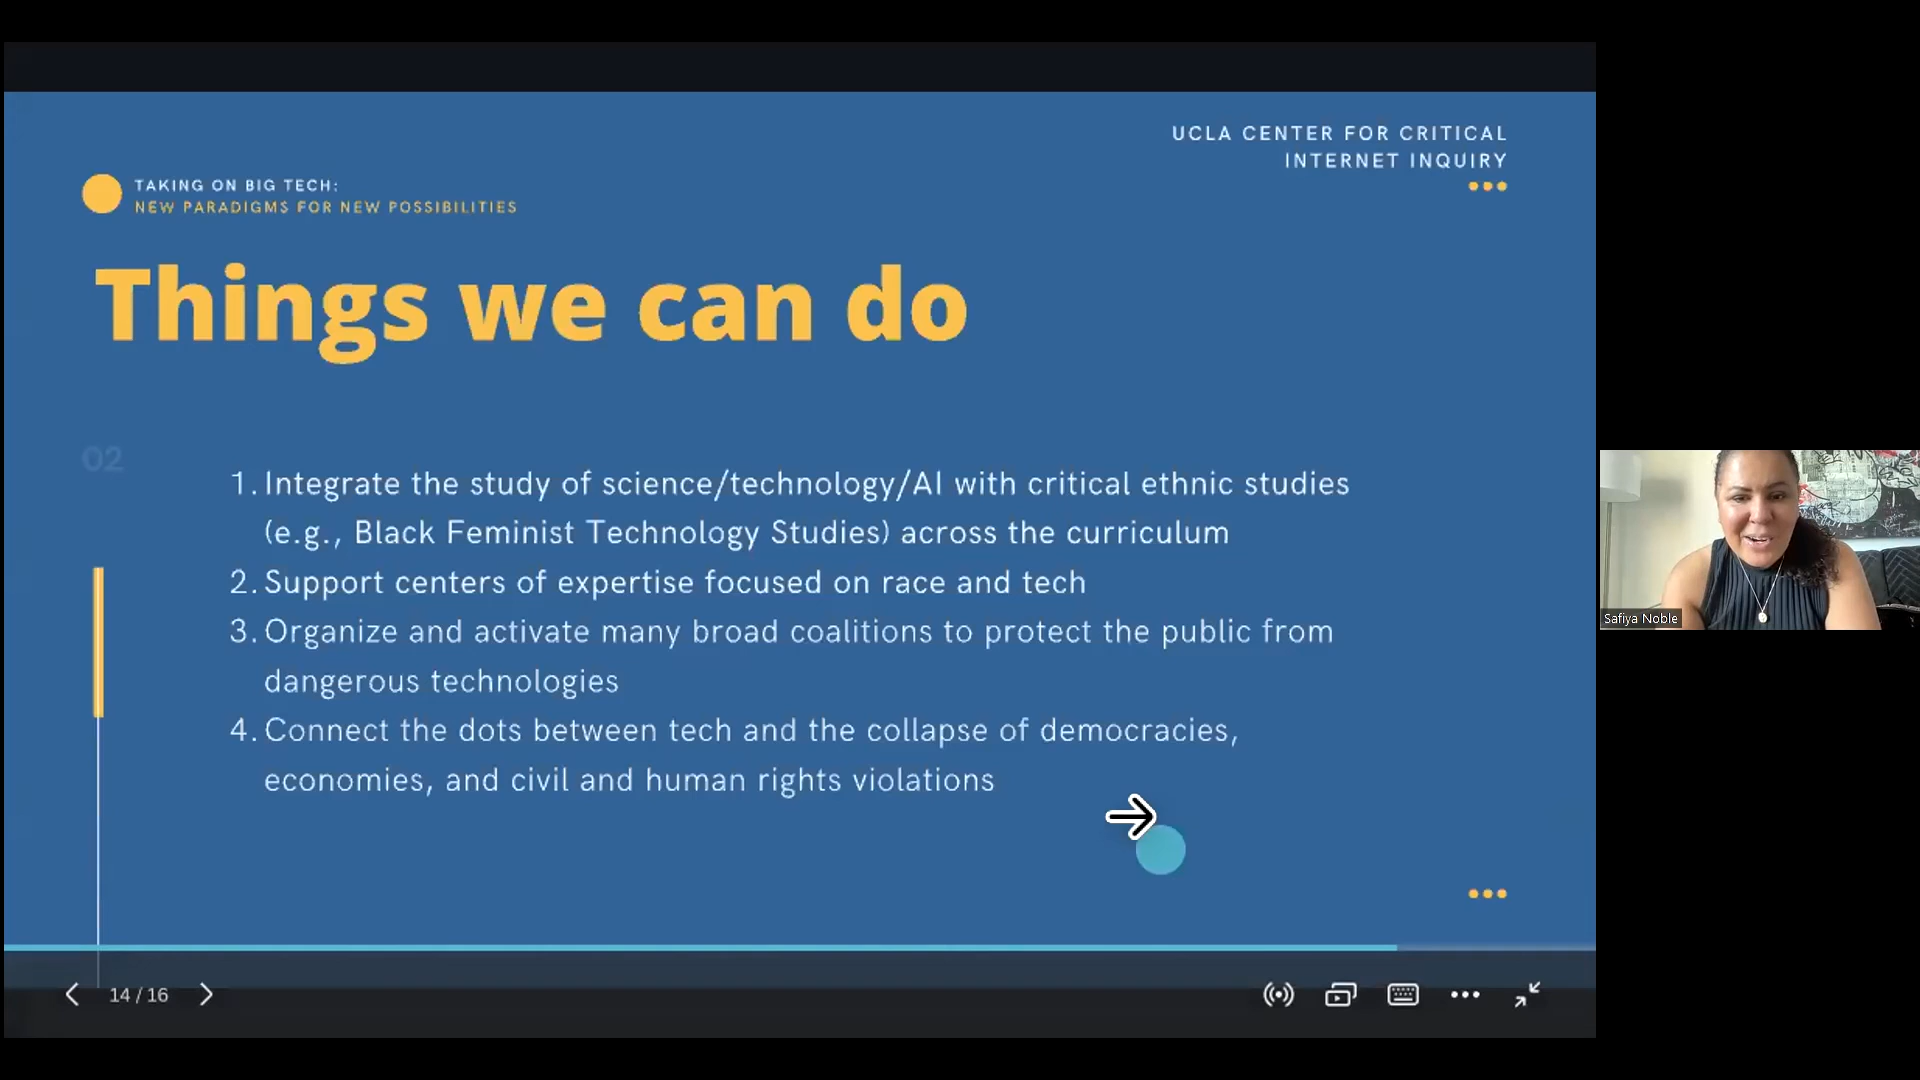 UCLA CENTER FOR CRITICAL
INTERNET INQUIRY
TAKING ON BIG TECH:
NEW PARADIGMS FOR NEW POSSIBILITIES
Things we can do
02
1. Integrate the study of science/technology/AI with critical ethnic studies
(e.g., Black Feminist Technology Studies) across the curriculum
2. Support centers of expertise focused on race and tech
3. Organize and activate many broad coalitions to protect the public from
dangerous technologies
4. Connect the dots between tech and the collapse of democracies,
economies, and civil and human rights violations
14 / 16
Safiya Noble